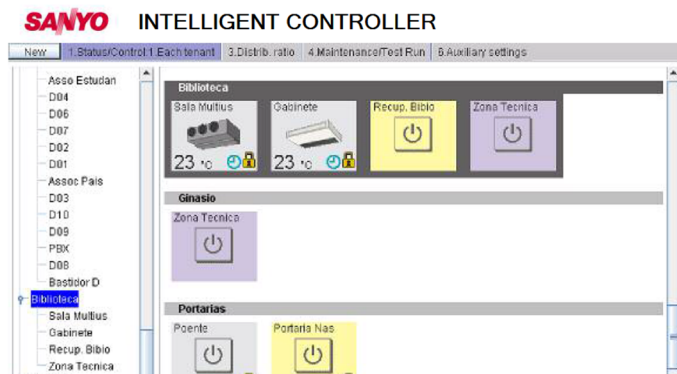 SANYO INTELLIGENT CONTROLLER
New 1.Status/Control:1.Each tenant 3.Distrib. ratio 4.Maintenance/Test Run 6.Auxiliary settings
Asso Estudan
D04
D06
D07
D02
D01
Assoc Pais
D03
D10
D09
PBX
D08
Bastidor D
Biblioteca
Sala Multius
Gabinete
Recup. Bibio
Zona Tecnica
Biblioteca
Sala Multius Gabinete Recup. Bibio Zona Tecnica
23 °C 23 °C
Ginasio
Zona Tecnica
Portarias
Poente Portaria Nas